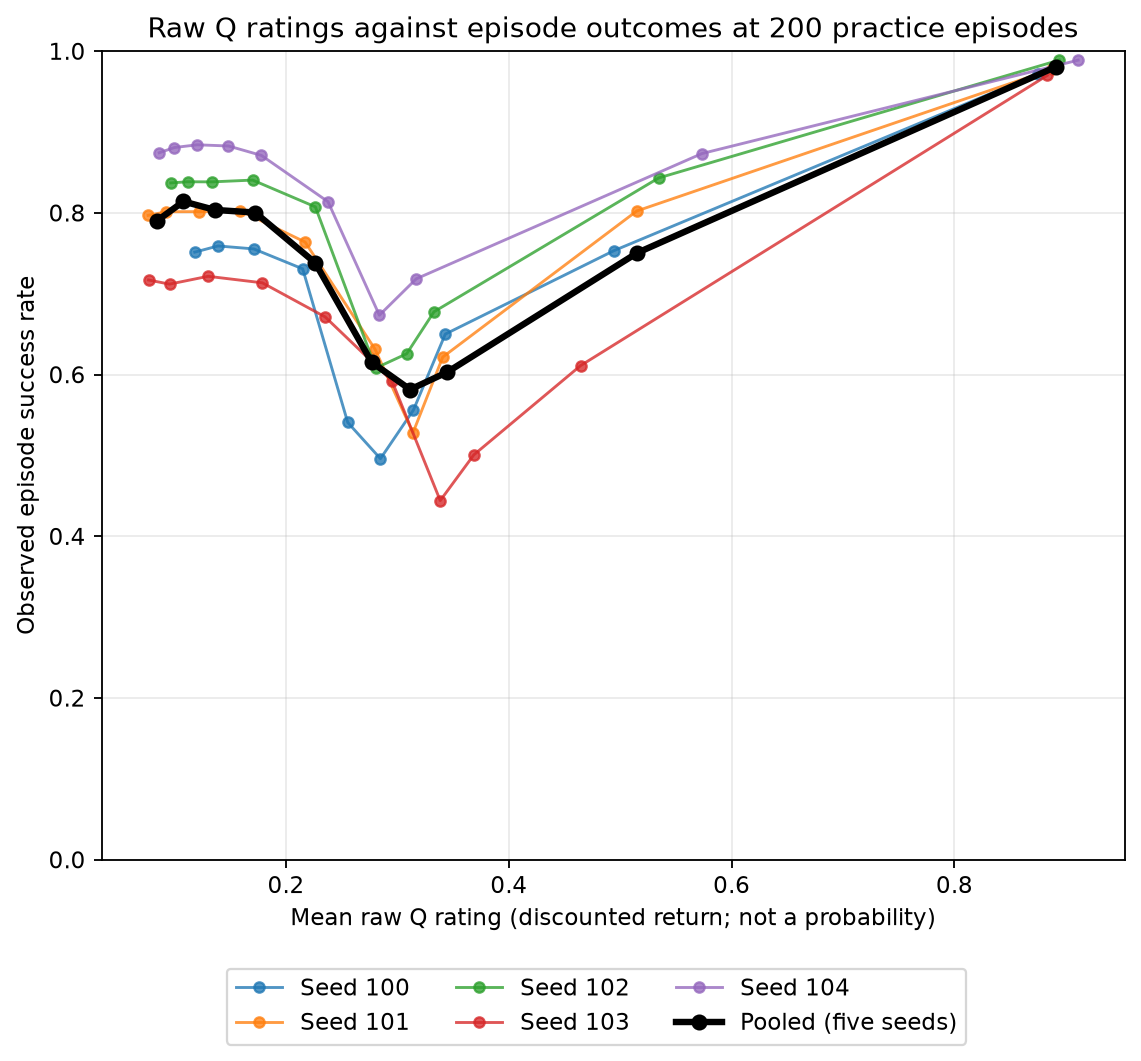 Raw Q ratings against episode outcomes at 200 practice episodes
Observed episode success rate
1.0
0.8
0.6
0.4
0.2
0.0
0.2 0.4 0.6 0.8
Mean raw Q rating (discounted return; not a probability)
Seed 100 Seed 102 Seed 104
Seed 101 Seed 103 Pooled (five seeds)